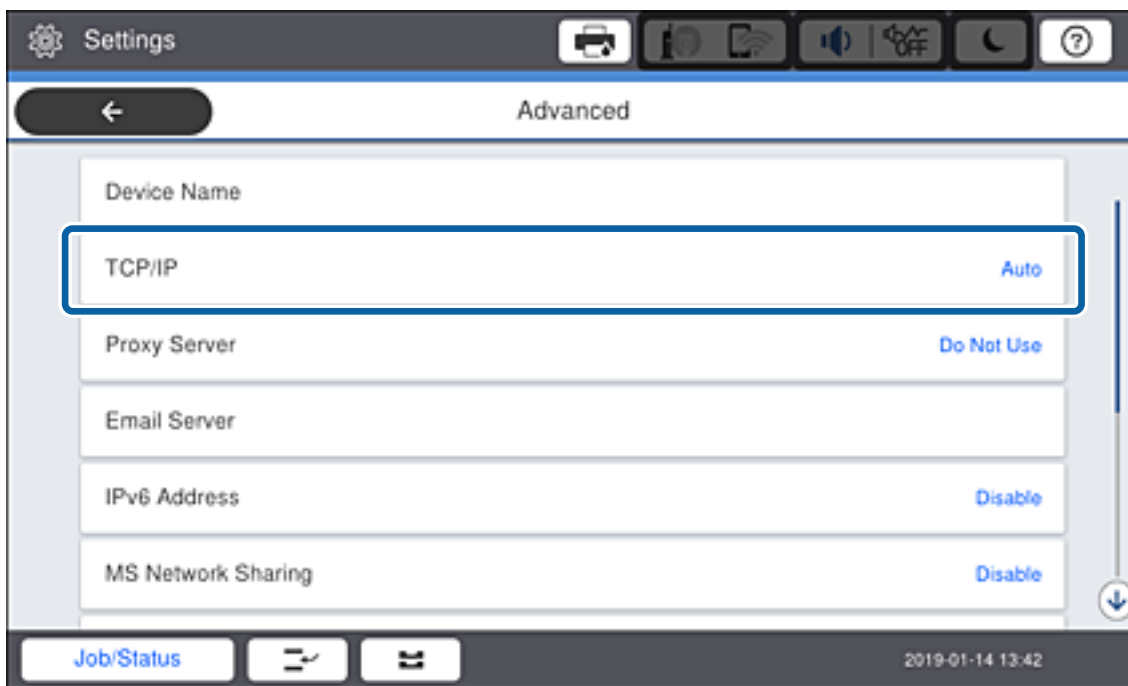 Settings
OFF
?
Advanced
Device Name
TCP/IP Auto
Proxy Server Do Not Use
Email Server
IPv6 Address Disable
MS Network Sharing Disable
Job/Status 2019-01-14 13:42